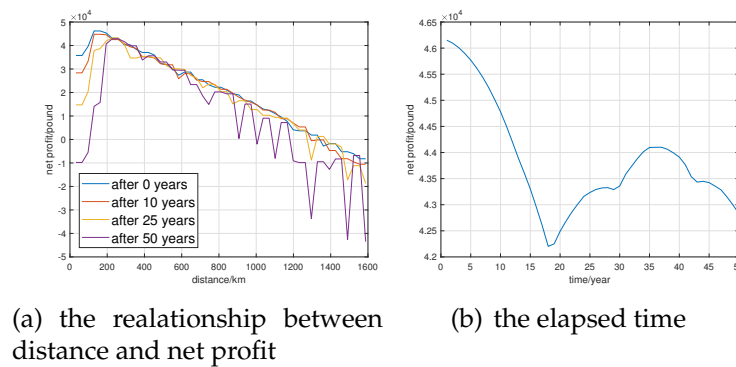 ×10⁴
5
4
3
2
1
0
-1
-2
-3
-4
-5
net profit/pound
after 0 years
after 10 years
after 25 years
after 50 years
0 200 400 600 800 1000 1200 1400 1600
distance/km
×10⁴
4.65
4.6
4.55
4.5
4.45
4.4
4.35
4.3
4.25
4.2
net profit/pound
0 5 10 15 20 25 30 35 40 45 50
time/year
(a) the realationship between
distance and net profit
(b) the elapsed time